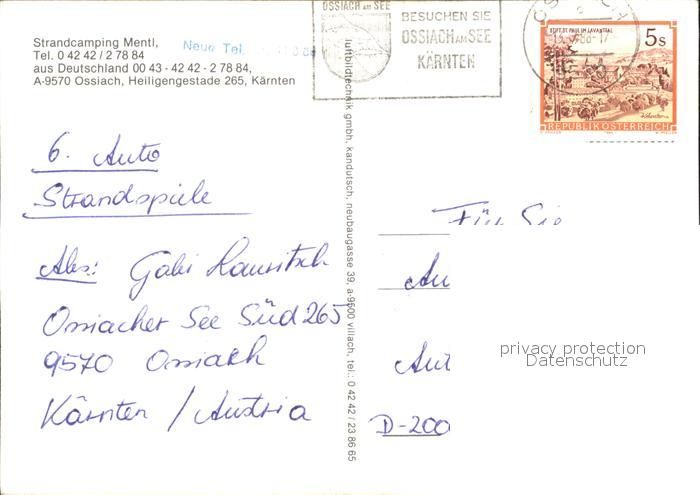 Strandcamping Mentl,
Tel. 0 42 42 / 2 78 84
aus Deutschland 00 43 - 42 42 - 2 78 84,
A-9570 Ossiach, Heiligengestade 265, Kärnten
Neue Tel.
OSSIACH AM SEE
BESUCHEN SIE
OSSIACH AM SEE
KÄRNTEN
STIFT ST. PAUL IM LAVANTTAL
5s
REPUBLIK ÖSTERREICH
luftbildtechnik gmbh, kandutsch, neubaugasse 39, a-9500 villach, tel.: 0 42 42 / 23 86 65
6. Auto
Strandspiele
Abs.: Gabi
Ossiacher See Süd 265
9570 Ossiach
Kärnten / Austria
Für Sie
Au
D-200
privacy protection
Datenschutz